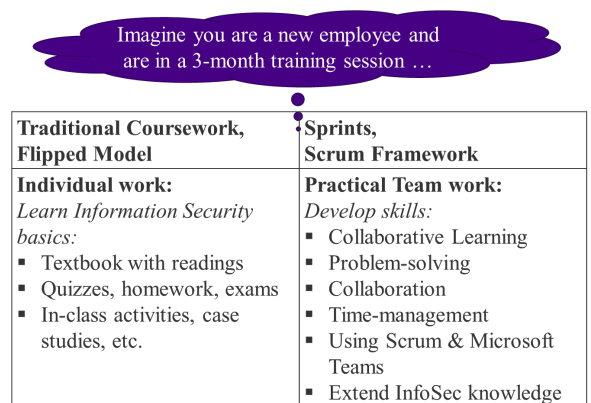 Imagine you are a new employee and
are in a 3-month training session …
Traditional Coursework,
Flipped Model
Sprints,
Scrum Framework
Individual work:
Learn Information Security
basics:
▪ Textbook with readings
▪ Quizzes, homework, exams
▪ In-class activities, case
studies, etc.
Practical Team work:
Develop skills:
▪ Collaborative Learning
▪ Problem-solving
▪ Collaboration
▪ Time-management
▪ Using Scrum & Microsoft
Teams
▪ Extend InfoSec knowledge